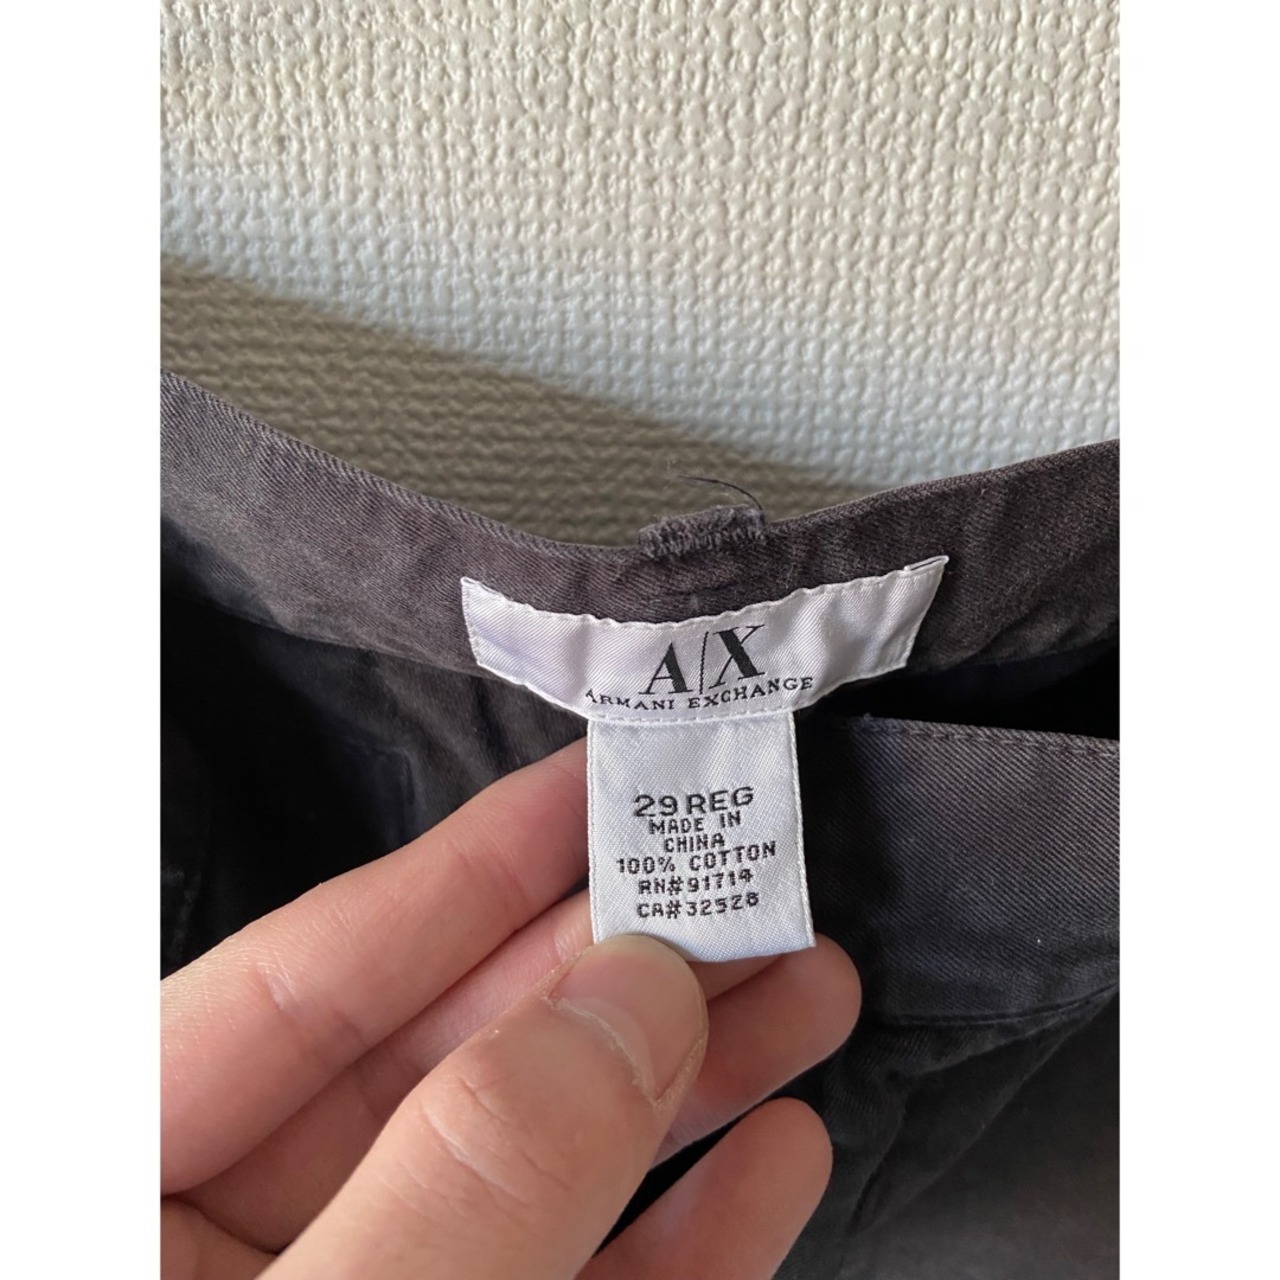 A|X
ARMANI EXCHANGE
29 REG
MADE IN
CHINA
100% COTTON
RN#91714
CA#32528